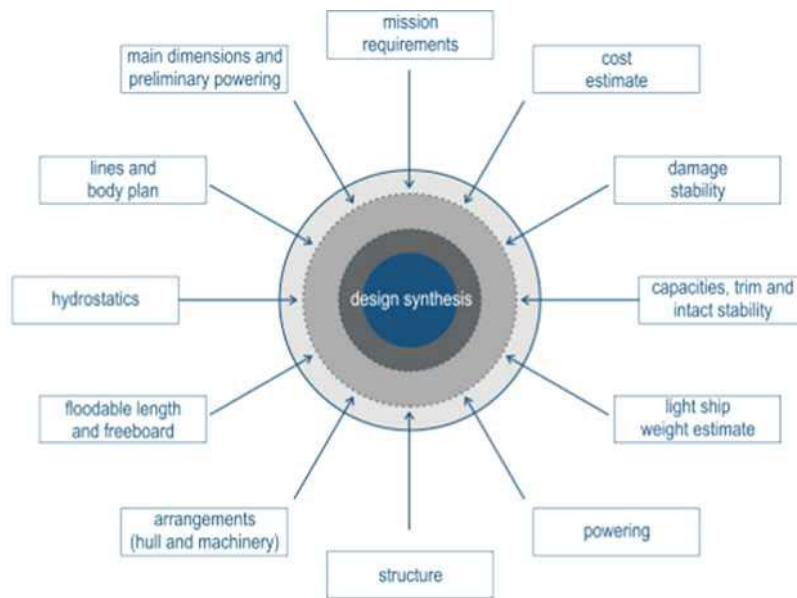 mission
requirements
main dimensions and
preliminary powering
cost
estimate
lines and
body plan
damage
stability
hydrostatics
design synthesis
capacities, trim and
intact stability
floodable length
and freeboard
light ship
weight estimate
arrangements
(hull and machinery)
powering
structure